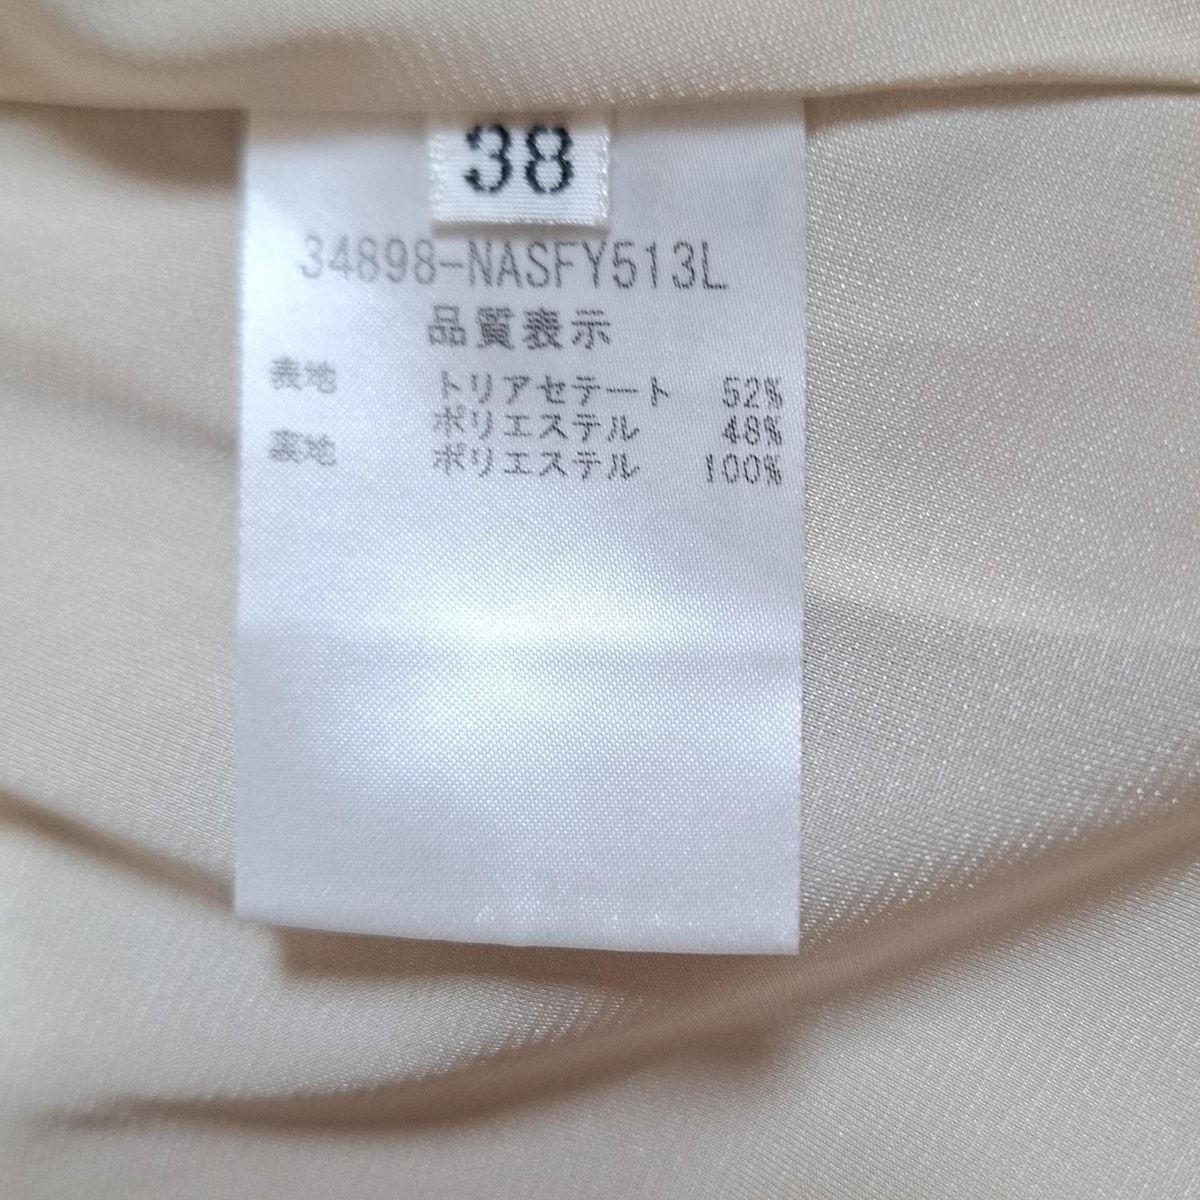 38
34898-NASFY513L
品質表示
表地 トリアセテート 52%
ポリエステル 48%
裏地 ポリエステル 100%